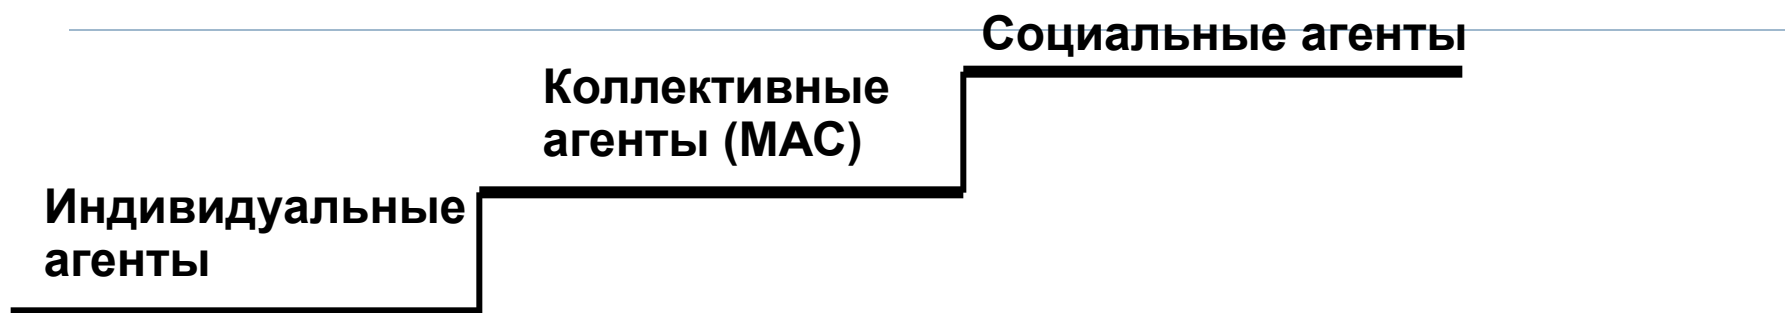 Социальные агенты
Коллективные
агенты (МАС)
Индивидуальные
агенты